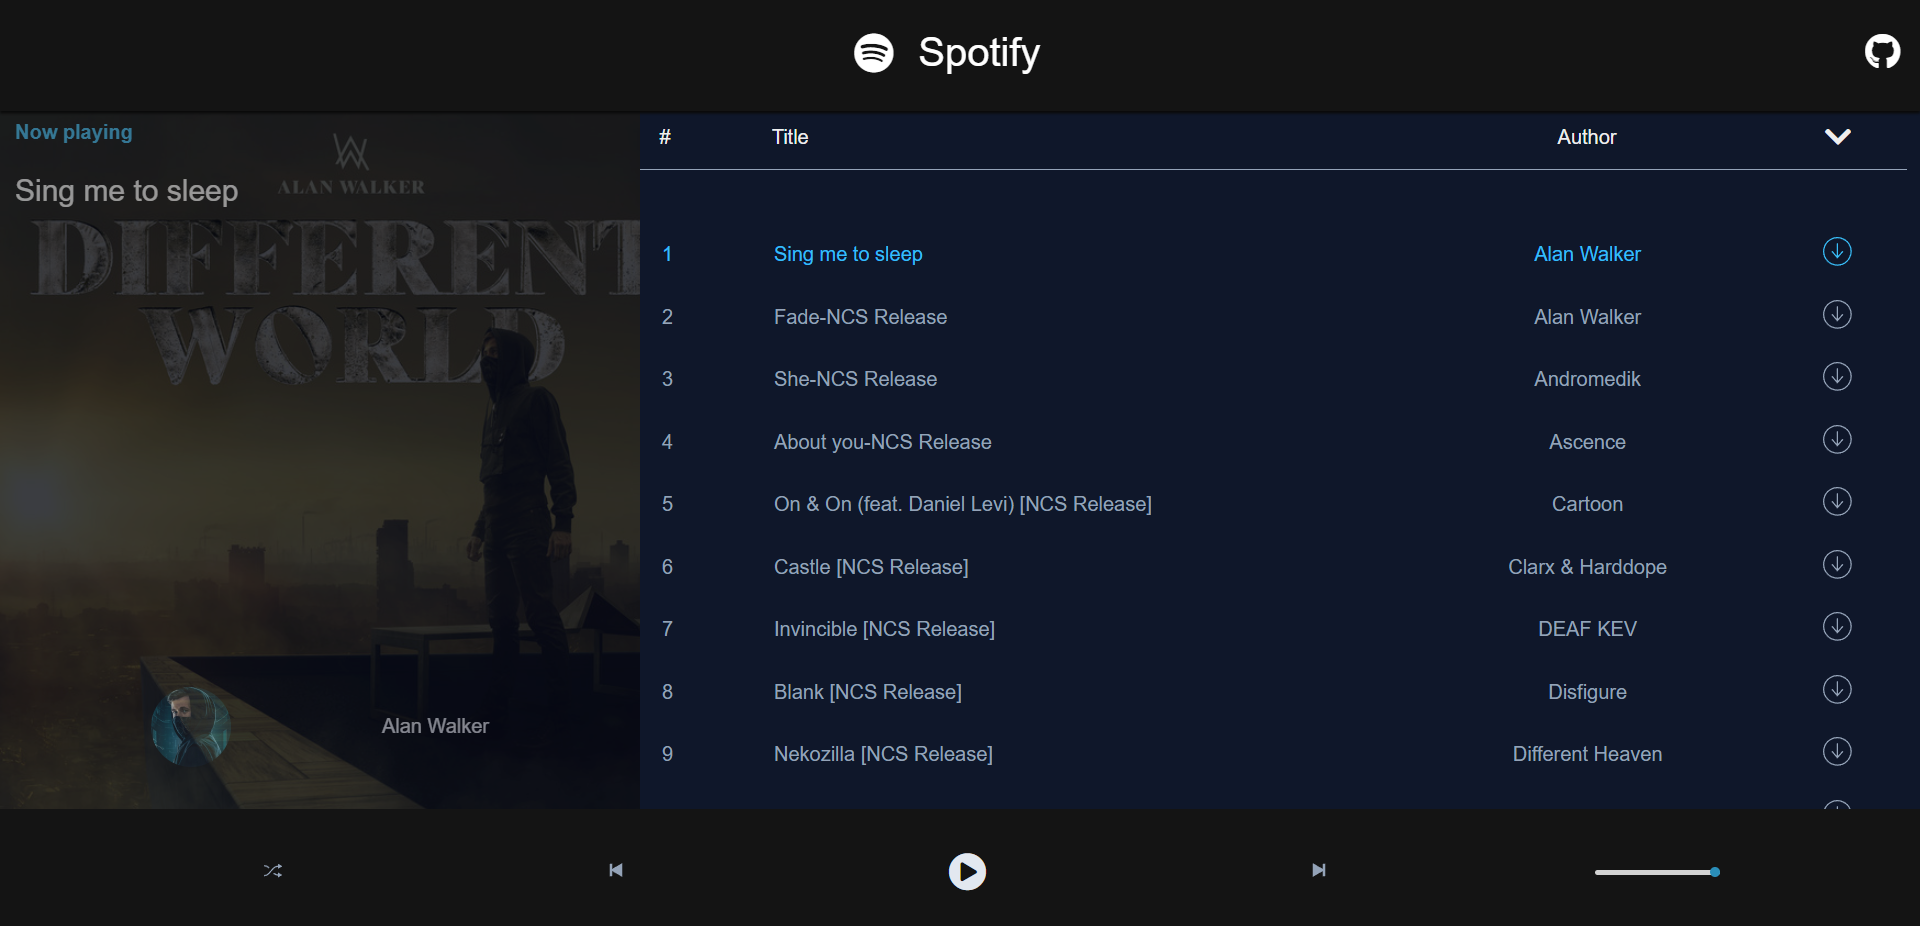 Spotify
Now playing
Sing me to sleep
ALAN WALKER
DIFFERENT
WORLD
Alan Walker
# Title Author
1 Sing me to sleep Alan Walker
2 Fade-NCS Release Alan Walker
3 She-NCS Release Andromedik
4 About you-NCS Release Ascence
5 On & On (feat. Daniel Levi) [NCS Release] Cartoon
6 Castle [NCS Release] Clarx & Harddope
7 Invincible [NCS Release] DEAF KEV
8 Blank [NCS Release] Disfigure
9 Nekozilla [NCS Release] Different Heaven